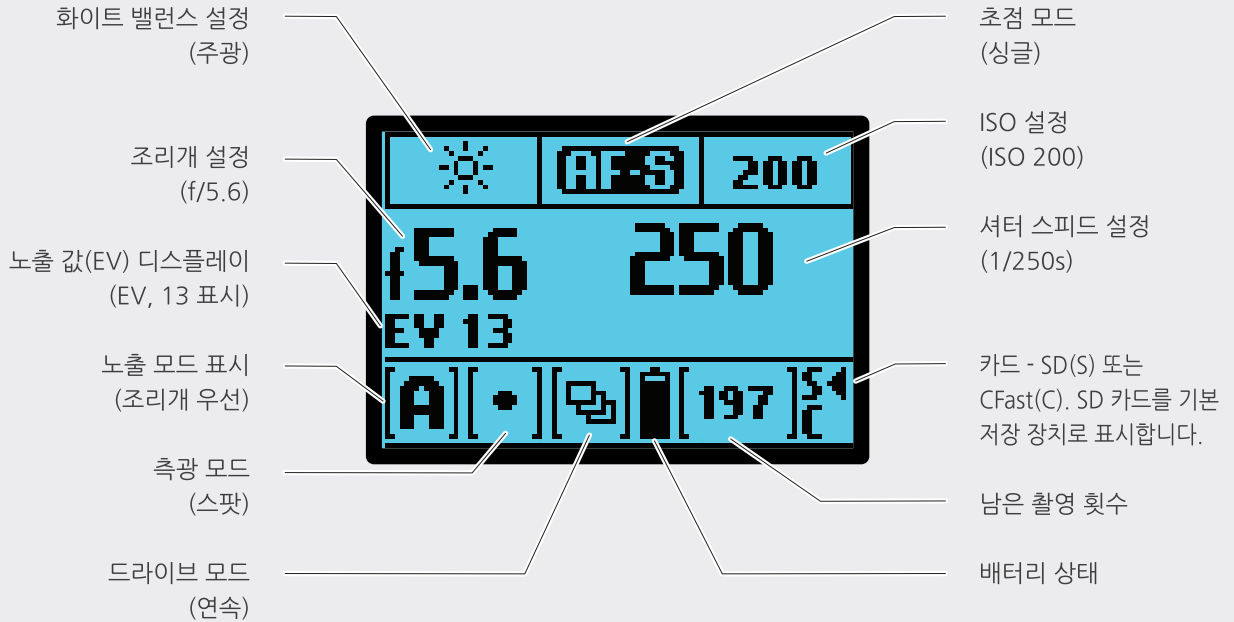 화이트 밸런스 설정
(주광)
조리개 설정
(f/5.6)
노출 값(EV) 디스플레이
(EV, 13 표시)
노출 모드 표시
(조리개 우선)
측광 모드
(스팟)
드라이브 모드
(연속)
AF-S
200
f5.6
250
EV 13
[A]
[197]
S
C
초점 모드
(싱글)
ISO 설정
(ISO 200)
셔터 스피드 설정
(1/250s)
카드 - SD(S) 또는
CFast(C). SD 카드를 기본
저장 장치로 표시합니다.
남은 촬영 횟수
배터리 상태